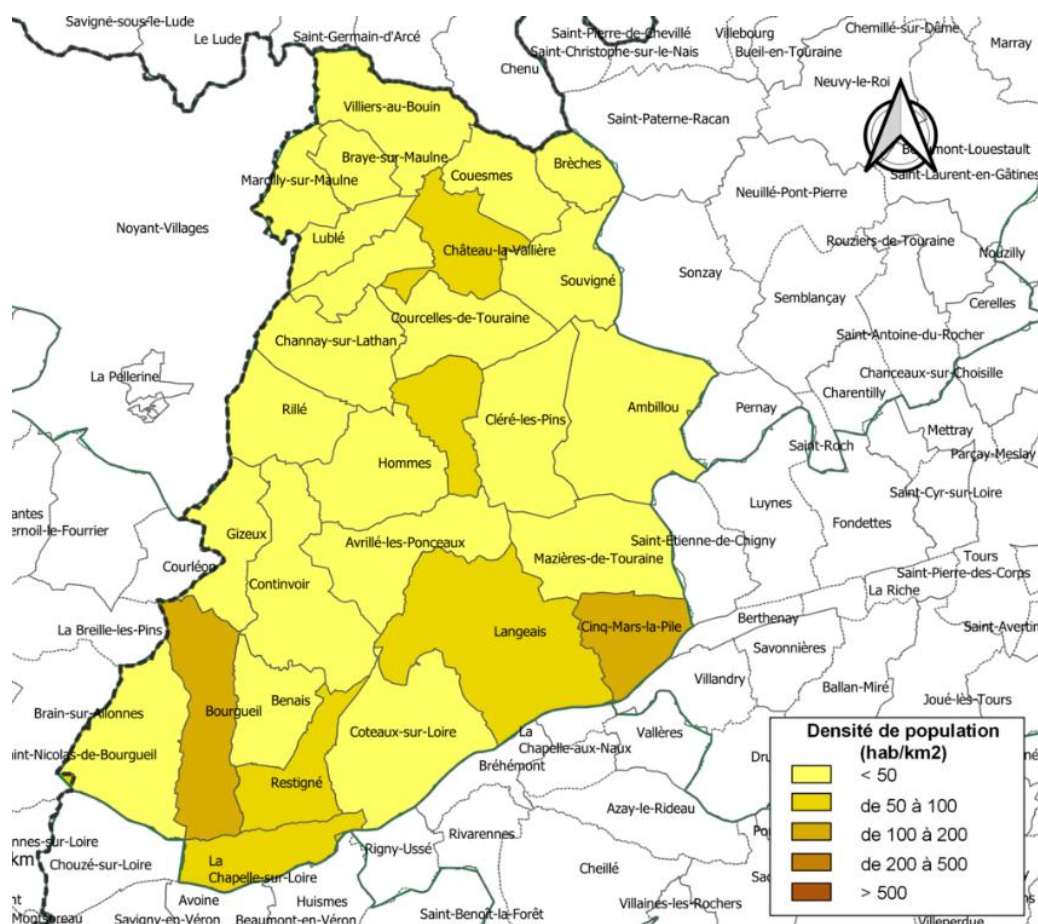 Savigné-sous-le-Lude
Le Lude
Saint-Germain-d'Arcé
Saint-Pierre-de-Chevillé
Saint-Christophe-sur-le-Nais
Villebourg
Bueil-en-Touraine
Chemillé-sur-Dême
Marray
Chenu
Neuvy-le-Roi
Villiers-au-Bouin
Saint-Paterne-Racan
Braye-sur-Maulne
Brèches
Saint-Laurent-en-Gâtines
Marcilly-sur-Maulne
Couesmes
Neuillé-Pont-Pierre
Noyant-Villages
Lublé
Château-la-Vallière
Rouziers-de-Touraine
Nouzilly
Sonzay
Souvigné
Semblançay
Cerelles
Courcelles-de-Touraine
Saint-Antoine-du-Rocher
Channay-sur-Lathan
La Pellerine
Chanceaux-sur-Choisille
Charentilly
Rillé
Cléré-les-Pins
Ambillou
Pernay
Mettray
Saint-Roch
Parçay-Meslay
Hommes
Saint-Cyr-sur-Loire
Luynes
Fondettes
Gizeux
Avrillé-les-Ponceaux
Saint-Etienne-de-Chigny
Mazières-de-Touraine
Tours
Courléon
Saint-Pierre-des-Corps
Continvoir
La Riche
Berthenay
La Breille-les-Pins
Langeais
Cinq-Mars-la-Pile
Savonnières
Villandry
Ballan-Miré
Joué-lès-Tours
Benais
Bourgueil
Brain-sur-Allonnes
Coteaux-sur-Loire
La
Chapelle-aux-Naux
Vallères
Bréhémont
Restigné
Azay-le-Rideau
Rivarennes
Chouzé-sur-Loire
Rigny-Ussé
Cheillé
La
Chapelle-sur-Loire
Avoine
Huismes
Villaines-les-Rochers
Savigny-en-Véron
Beaumont-en-Véron
Saint-Benoît-la-Forêt
km
Densité de population
(hab/km2)
< 50
de 50 à 100
de 100 à 200
de 200 à 500
> 500